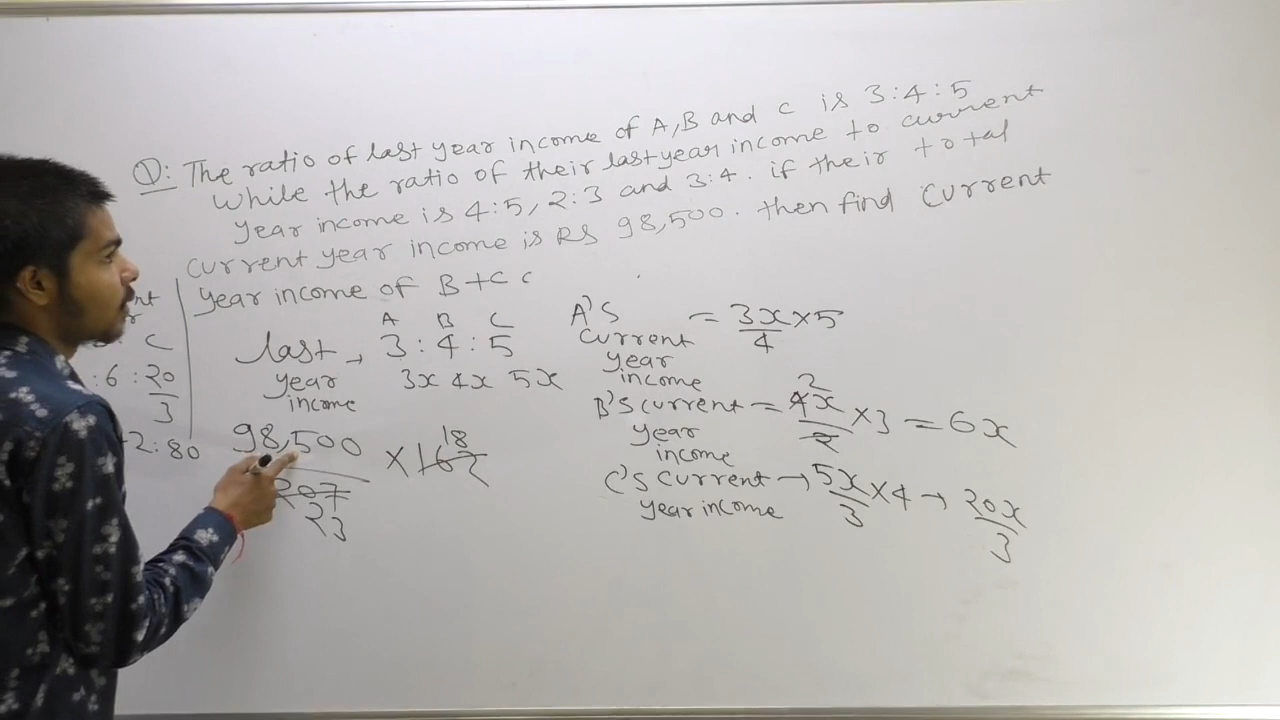 Q: The ratio of last year income of A,B and C is 3:4:5
while the ratio of their last year income to current
year income is 4:5, 2:3 and 3:4. if their total
current year income is RS 98,500. then find current
year income of B+C
A B C
last → 3:4:5
year income
3x 4x 5x
98,500 × 162 18
207
23
A's current year income = 3x/4 × 5
B's current year income = 4x/2 × 3 = 6x
2
C's current year income → 5x/3 × 4 → 20x/3
C
:6:20/3
72:80